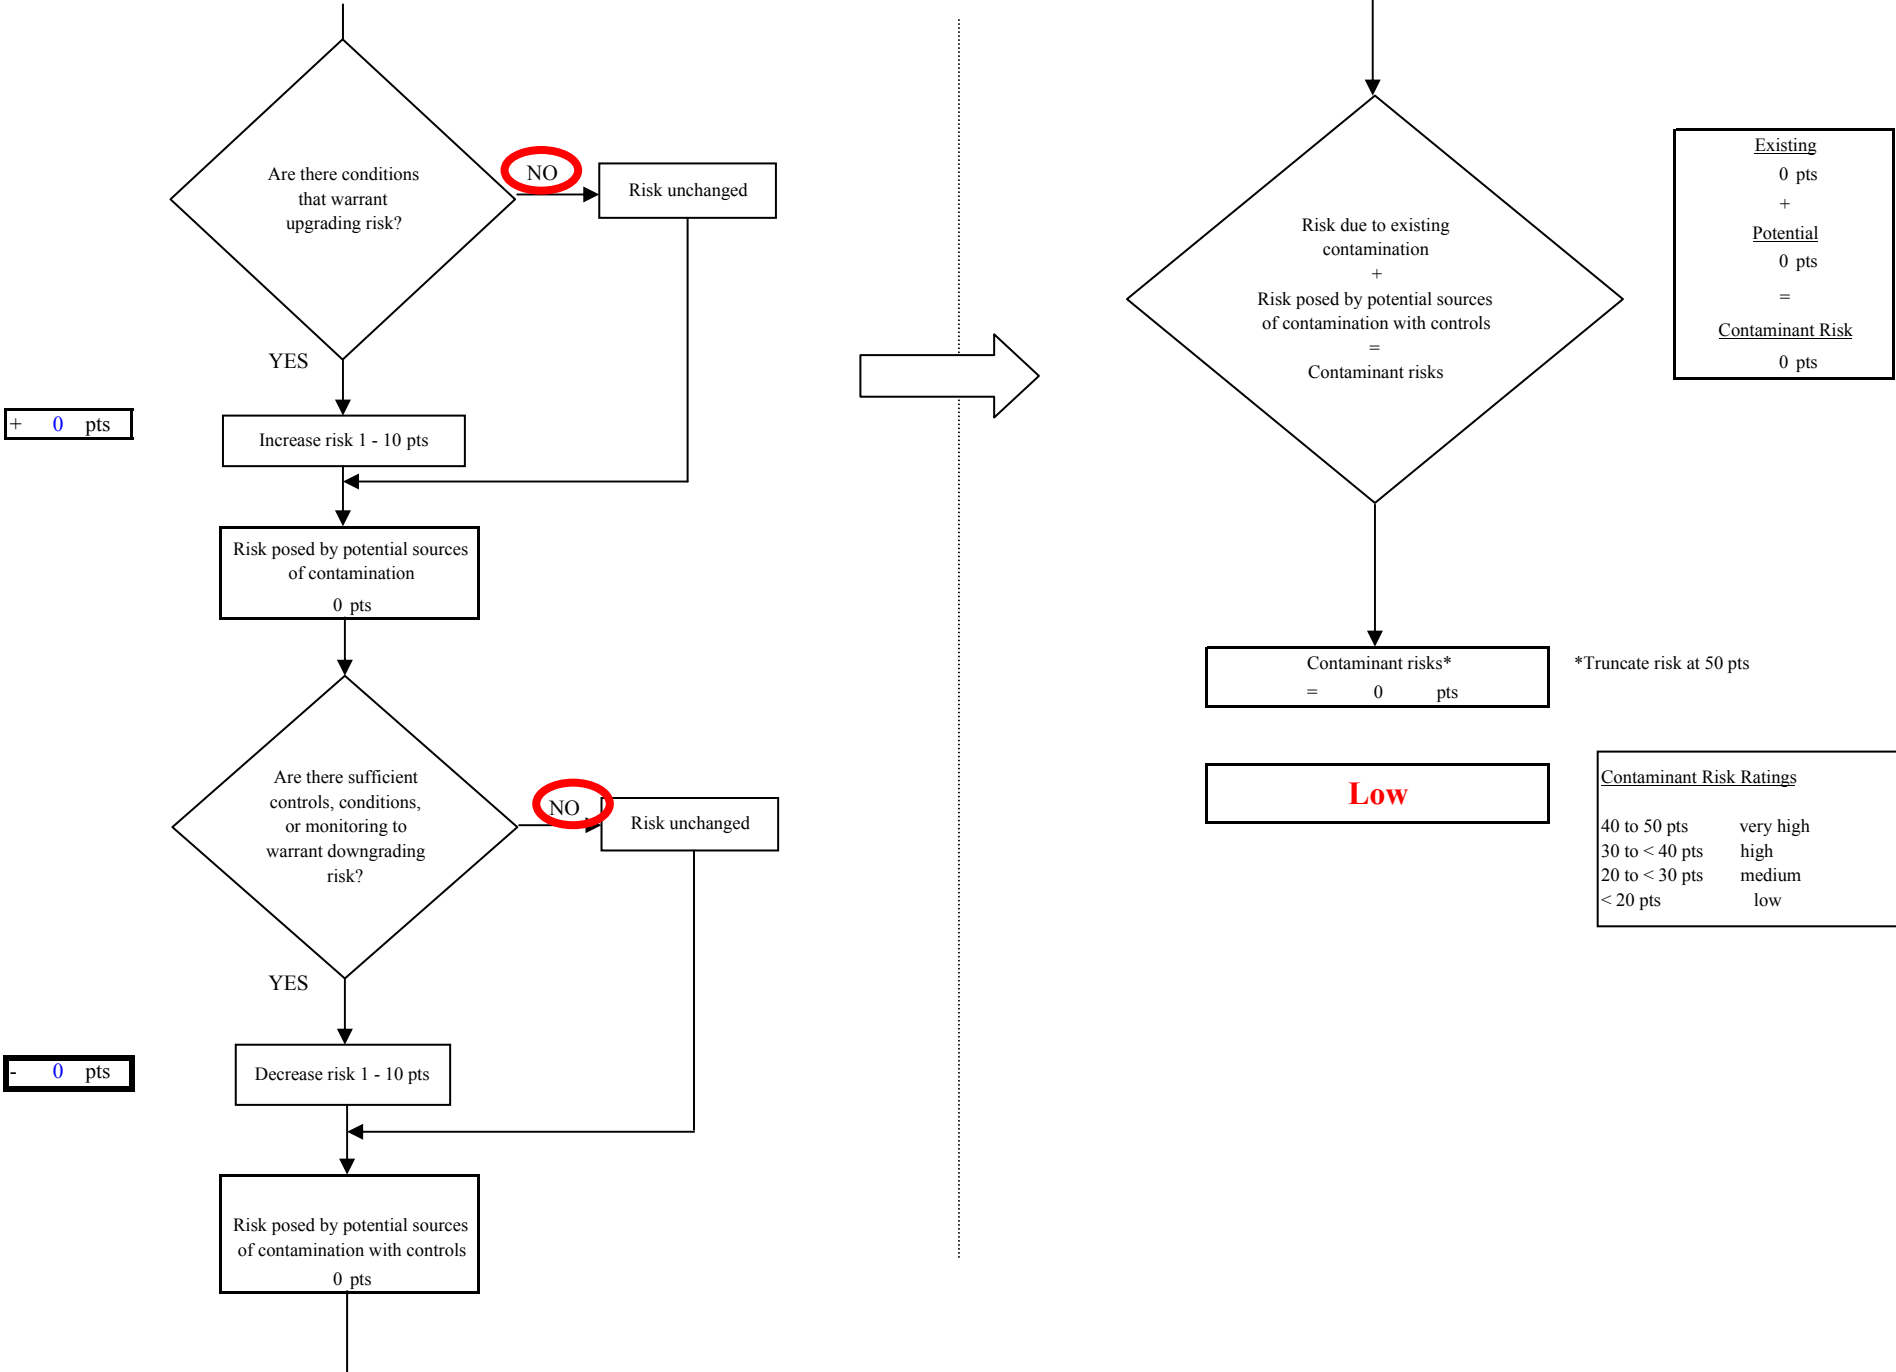 Are there conditions
that warrant
upgrading risk?
NO
Risk unchanged
YES
+ 0 pts
Increase risk 1 - 10 pts
Risk posed by potential sources
of contamination
0 pts
Are there sufficient
controls, conditions,
or monitoring to
warrant downgrading
risk?
NO
Risk unchanged
YES
- 0 pts
Decrease risk 1 - 10 pts
Risk posed by potential sources
of contamination with controls
0 pts
Risk due to existing
contamination
+
Risk posed by potential sources
of contamination with controls
=
Contaminant risks
Existing
0 pts
+
Potential
0 pts
=
Contaminant Risk
0 pts
Contaminant risks*
= 0 pts
*Truncate risk at 50 pts
Low
Contaminant Risk Ratings
40 to 50 pts very high
30 to < 40 pts high
20 to < 30 pts medium
< 20 pts low